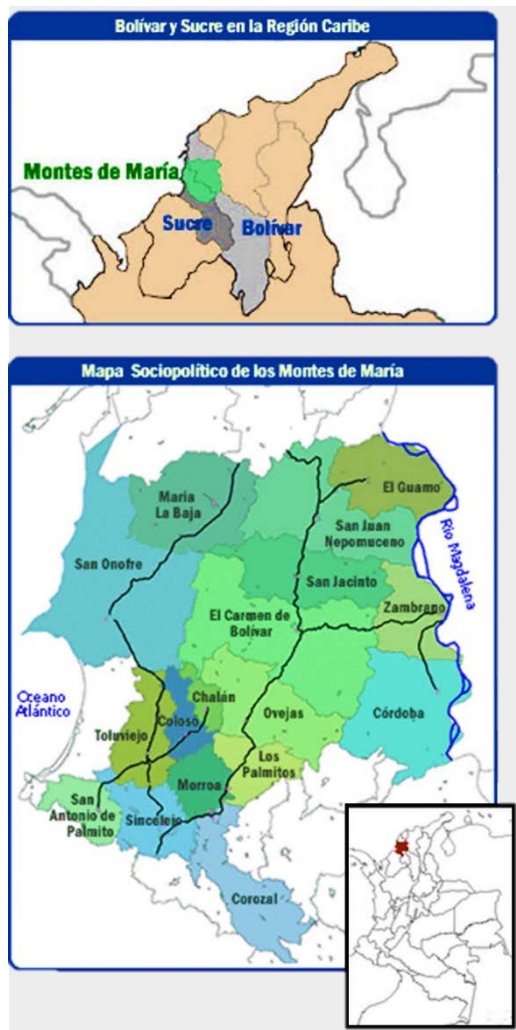 Bolívar y Sucre en la Región Caribe
Montes de María
Sucre
Bolívar
Mapa Sociopolítico de los Montes de María
El Guamo
Maria
La Baja
San Juan
Nepomuceno
Río Magdalena
San Onofre
San Jacinto
Zambrano
El Carmen de
Bolívar
Oceano
Atlántico
Chalán
Colosó
Ovejas
Córdoba
Toluviejo
Los
Palmitos
Morroa
San
Antonio de
Palmito
Sincelejo
Corozal